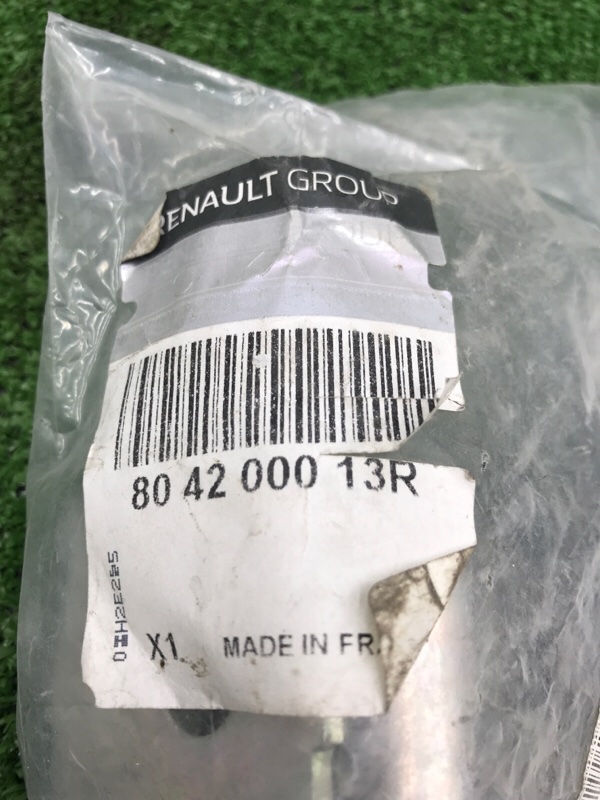 RENAULT GROUP
80 42 000 13R
X1 MADE IN FR